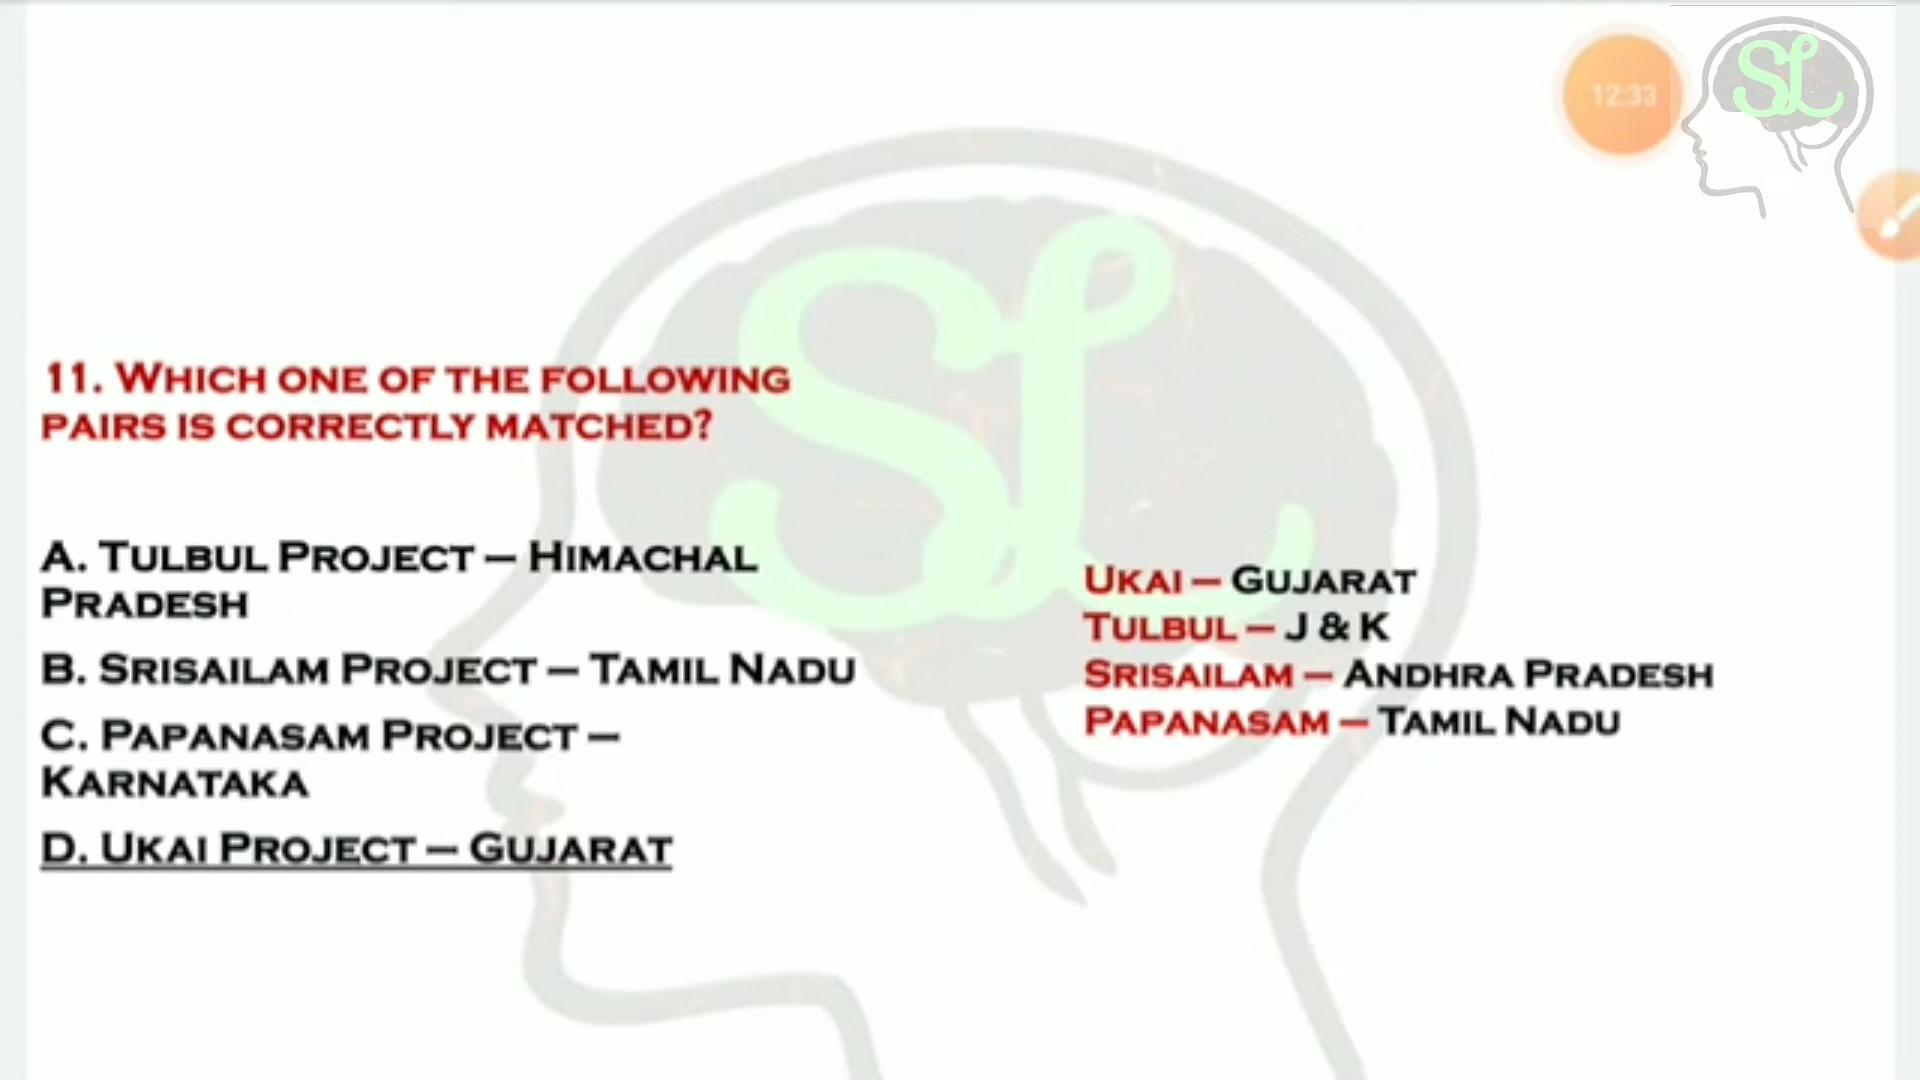 12:33
SL
SL
11. WHICH ONE OF THE FOLLOWING
PAIRS IS CORRECTLY MATCHED?
A. TULBUL PROJECT – HIMACHAL
PRADESH
B. SRISAILAM PROJECT – TAMIL NADU
C. PAPANASAM PROJECT –
KARNATAKA
D. UKAI PROJECT – GUJARAT
UKAI – GUJARAT
TULBUL – J & K
SRISAILAM – ANDHRA PRADESH
PAPANASAM – TAMIL NADU